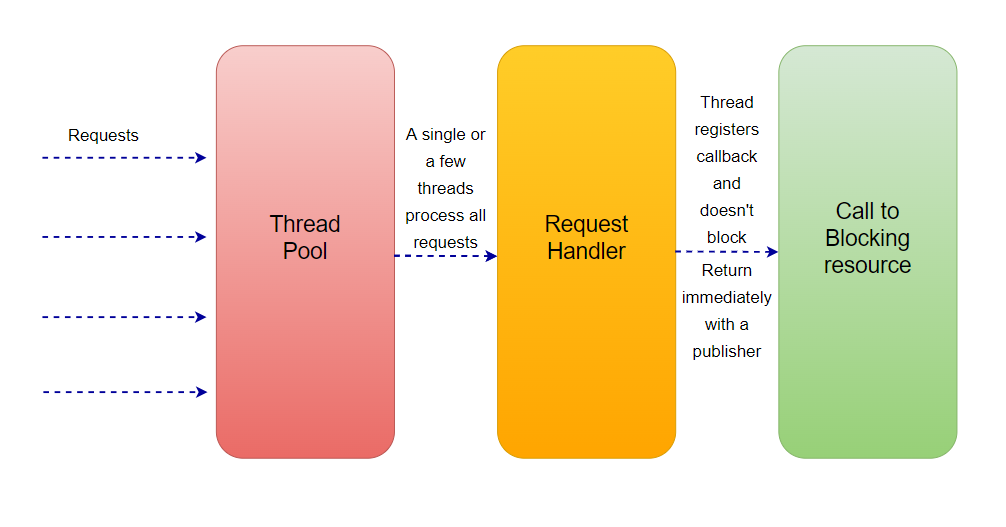 Requests
Thread
Pool
A single or
a few
threads
process all
requests
Request
Handler
Thread
registers
callback
and
doesn't
block
Return
immediately
with a
publisher
Call to
Blocking
resource